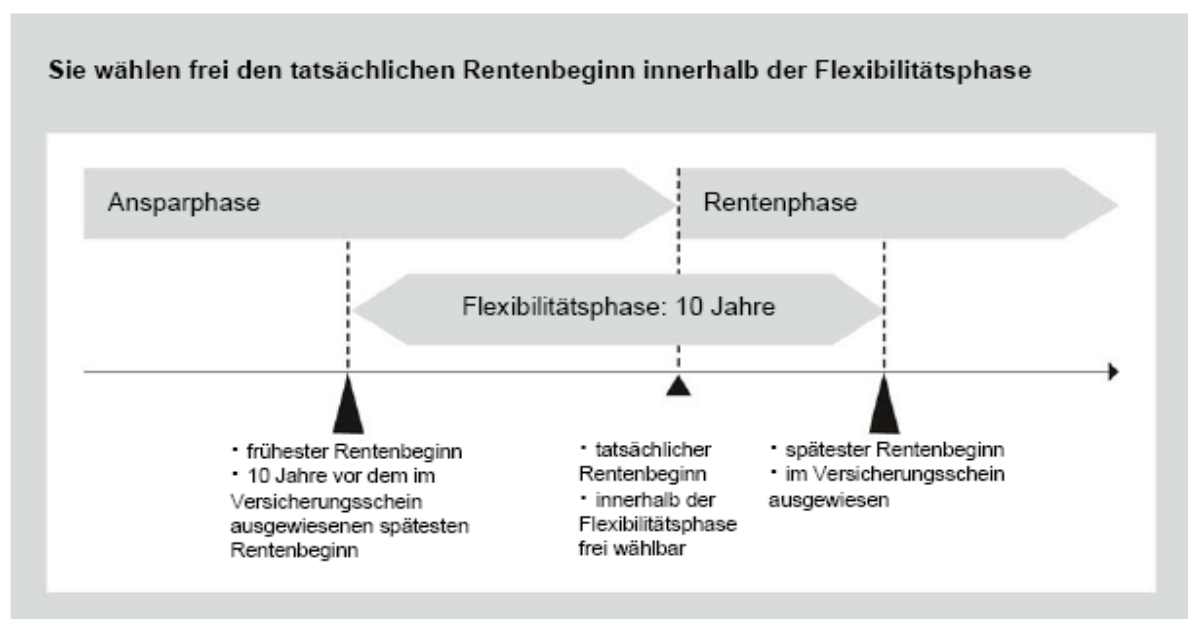 Sie wählen frei den tatsächlichen Rentenbeginn innerhalb der Flexibilitätsphase
Ansparphase
Rentenphase
Flexibilitätsphase: 10 Jahre
· frühester Rentenbeginn
· 10 Jahre vor dem im
Versicherungsschein
ausgewiesenen spätesten
Rentenbeginn
· tatsächlicher
Rentenbeginn
· innerhalb der
Flexibilitätsphase
frei wählbar
· spätester Rentenbeginn
· im Versicherungsschein
ausgewiesen